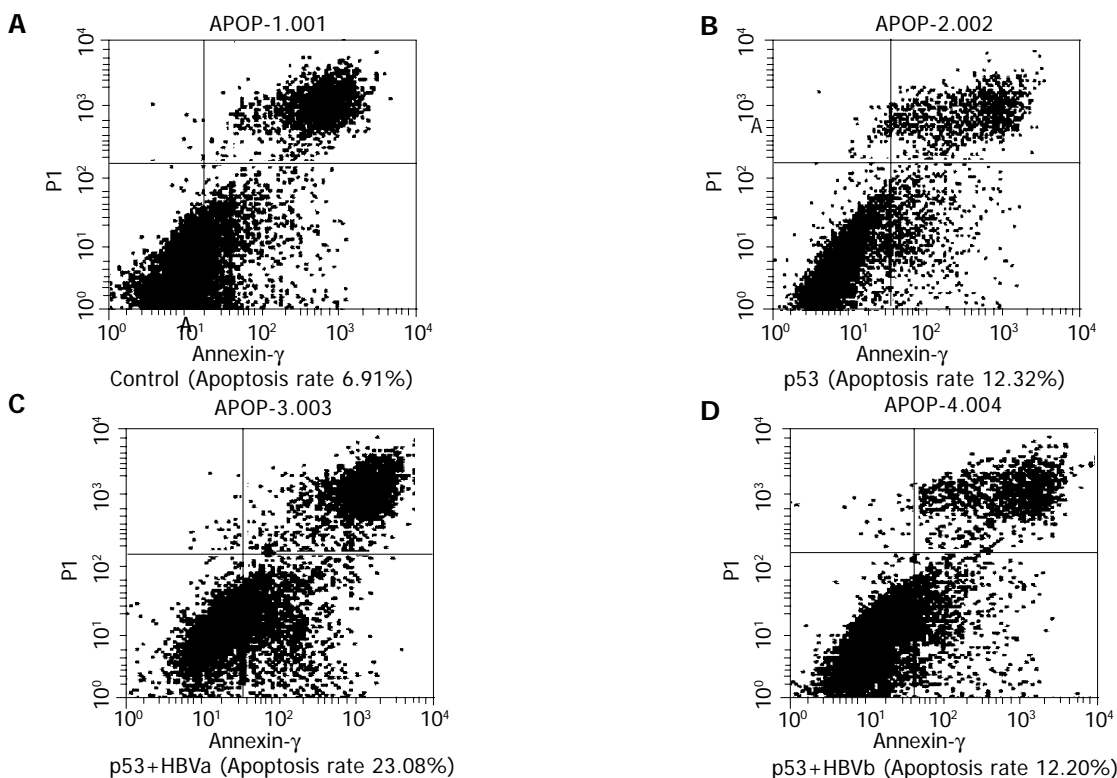 A
APOP-1.001
10⁴
10³
10²
10¹
10⁰
P1
10⁰ 10¹ 10² 10³ 10⁴
A
Annexin-γ
Control (Apoptosis rate 6.91%)
B
APOP-2.002
10⁴
10³
A
10²
10¹
10⁰
P1
10⁰ 10¹ 10² 10³ 10⁴
Annexin-γ
p53 (Apoptosis rate 12.32%)
C
APOP-3.003
10⁴
10³
10²
10¹
10⁰
P1
10⁰ 10¹ 10² 10³ 10⁴
Annexin-γ
p53+HBVa (Apoptosis rate 23.08%)
D
APOP-4.004
10⁴
10³
10²
10¹
10⁰
P1
10⁰ 10¹ 10² 10³ 10⁴
Annexin-γ
p53+HBVb (Apoptosis rate 12.20%)